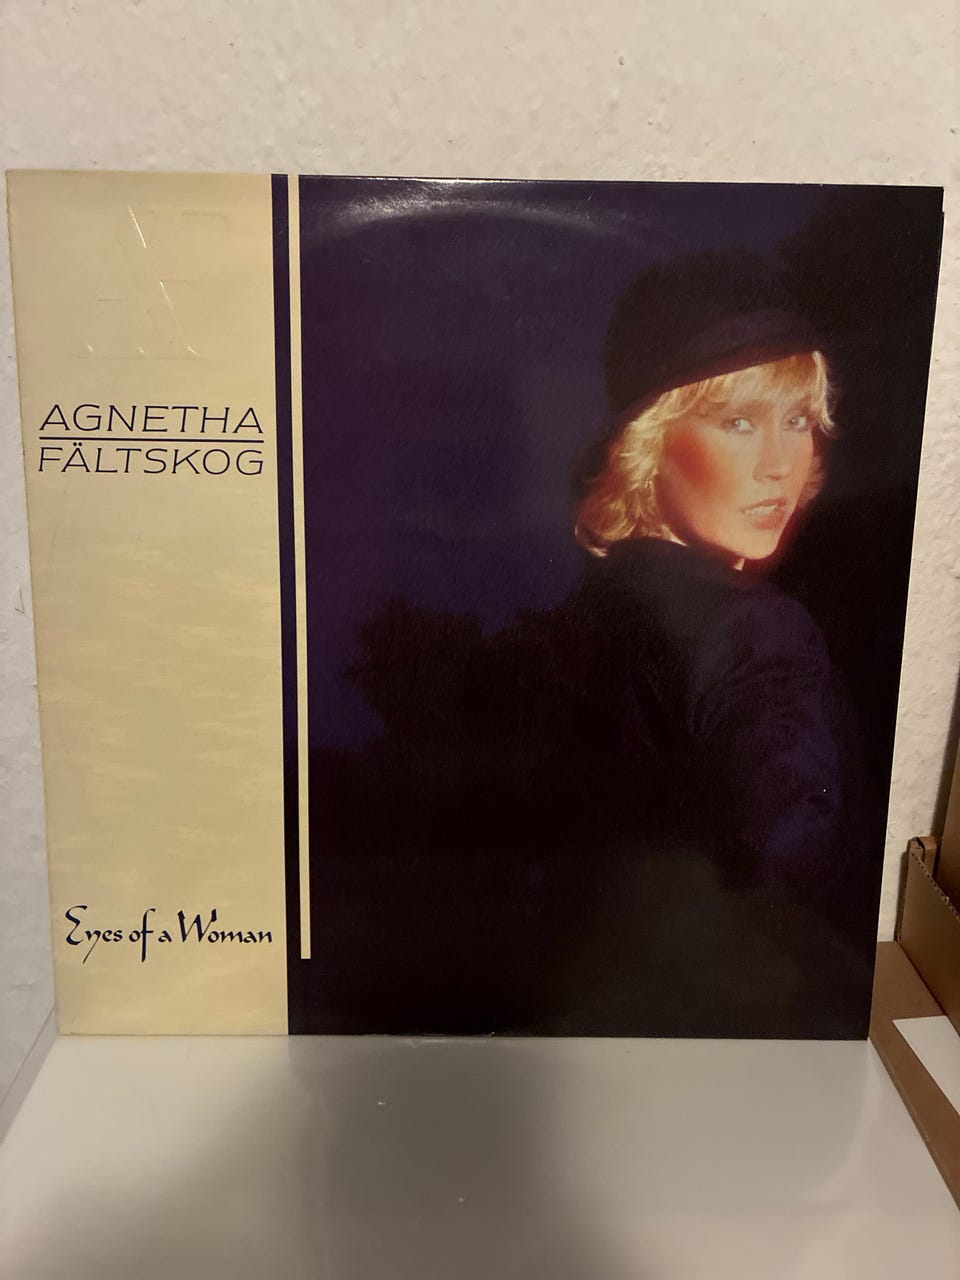 AGNETHA
FÄLTSKOG
Eyes of a Woman